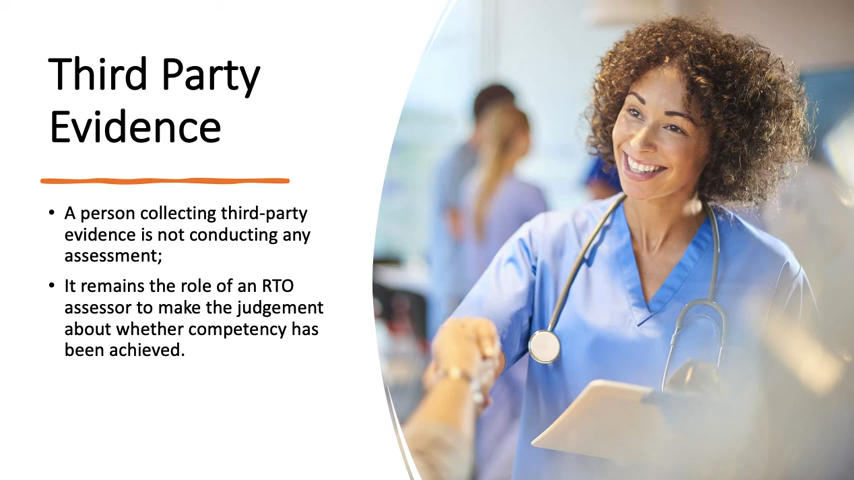 Third Party
Evidence
• A person collecting third-party
evidence is not conducting any
assessment;
• It remains the role of an RTO
assessor to make the judgement
about whether competency has
been achieved.